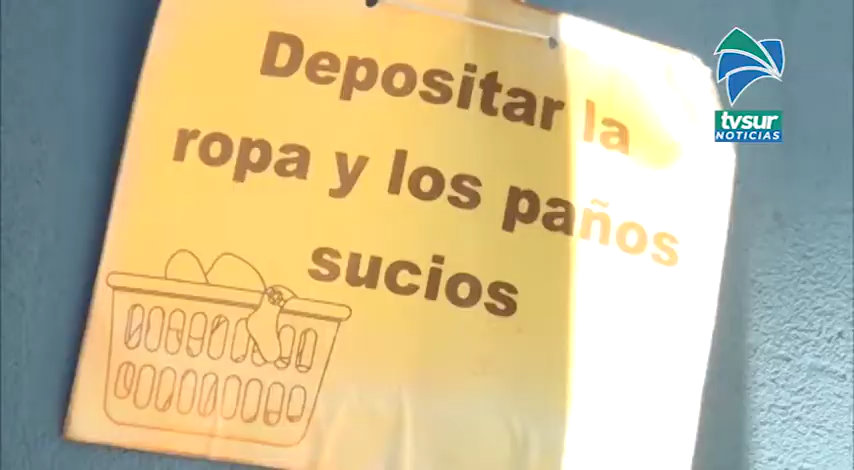 Depositar la
ropa y los paños
sucios
tvsur
NOTICIAS